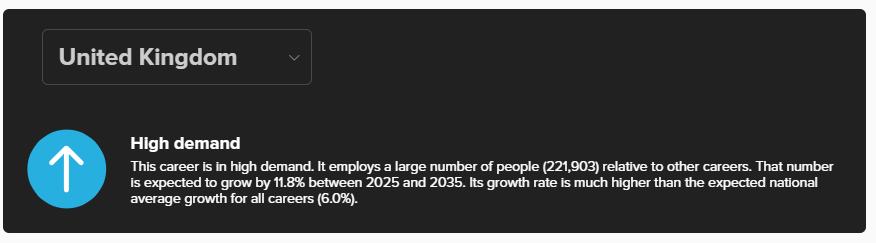 United Kingdom
High demand
This career is in high demand. It employs a large number of people (221,903) relative to other careers. That number
is expected to grow by 11.8% between 2025 and 2035. Its growth rate is much higher than the expected national
average growth for all careers (6.0%).